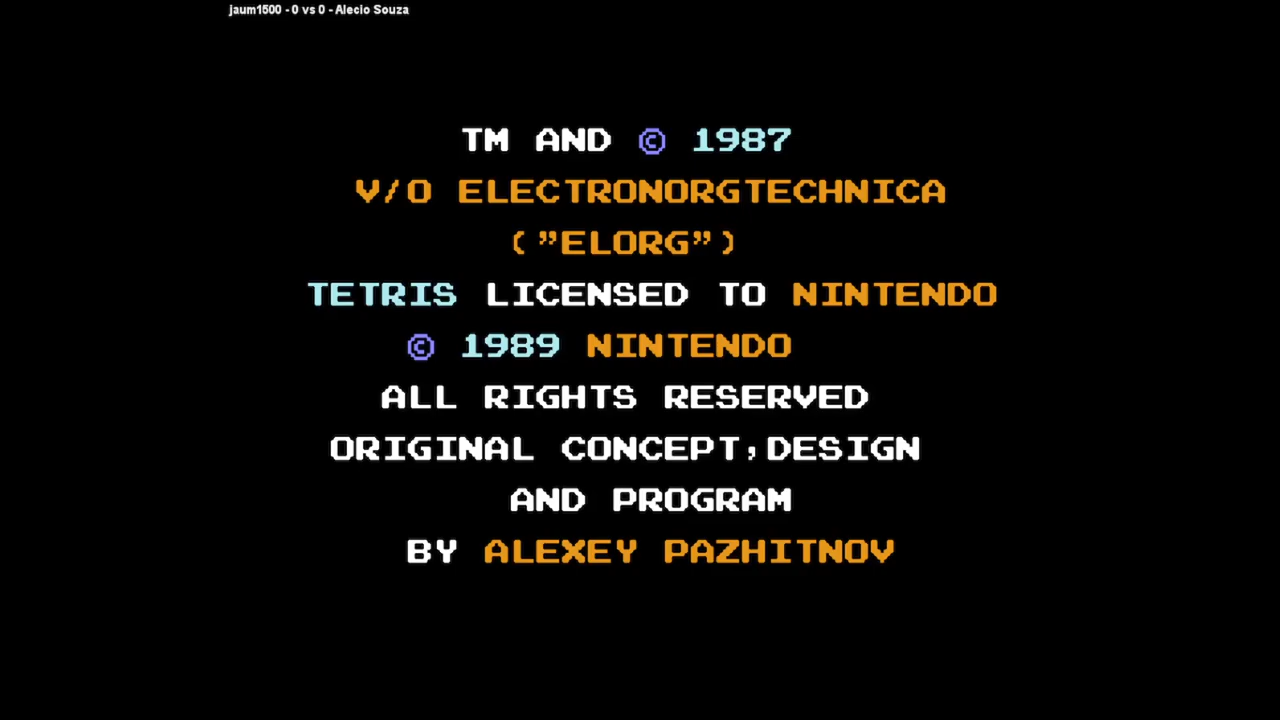 jaum1500 - 0 vs 0 - Alecio Souza
TM AND © 1987
V/O ELECTRONORGTECHNICA
("ELORG")
TETRIS LICENSED TO NINTENDO
© 1989 NINTENDO
ALL RIGHTS RESERVED
ORIGINAL CONCEPT,DESIGN
AND PROGRAM
BY ALEXEY PAZHITNOV